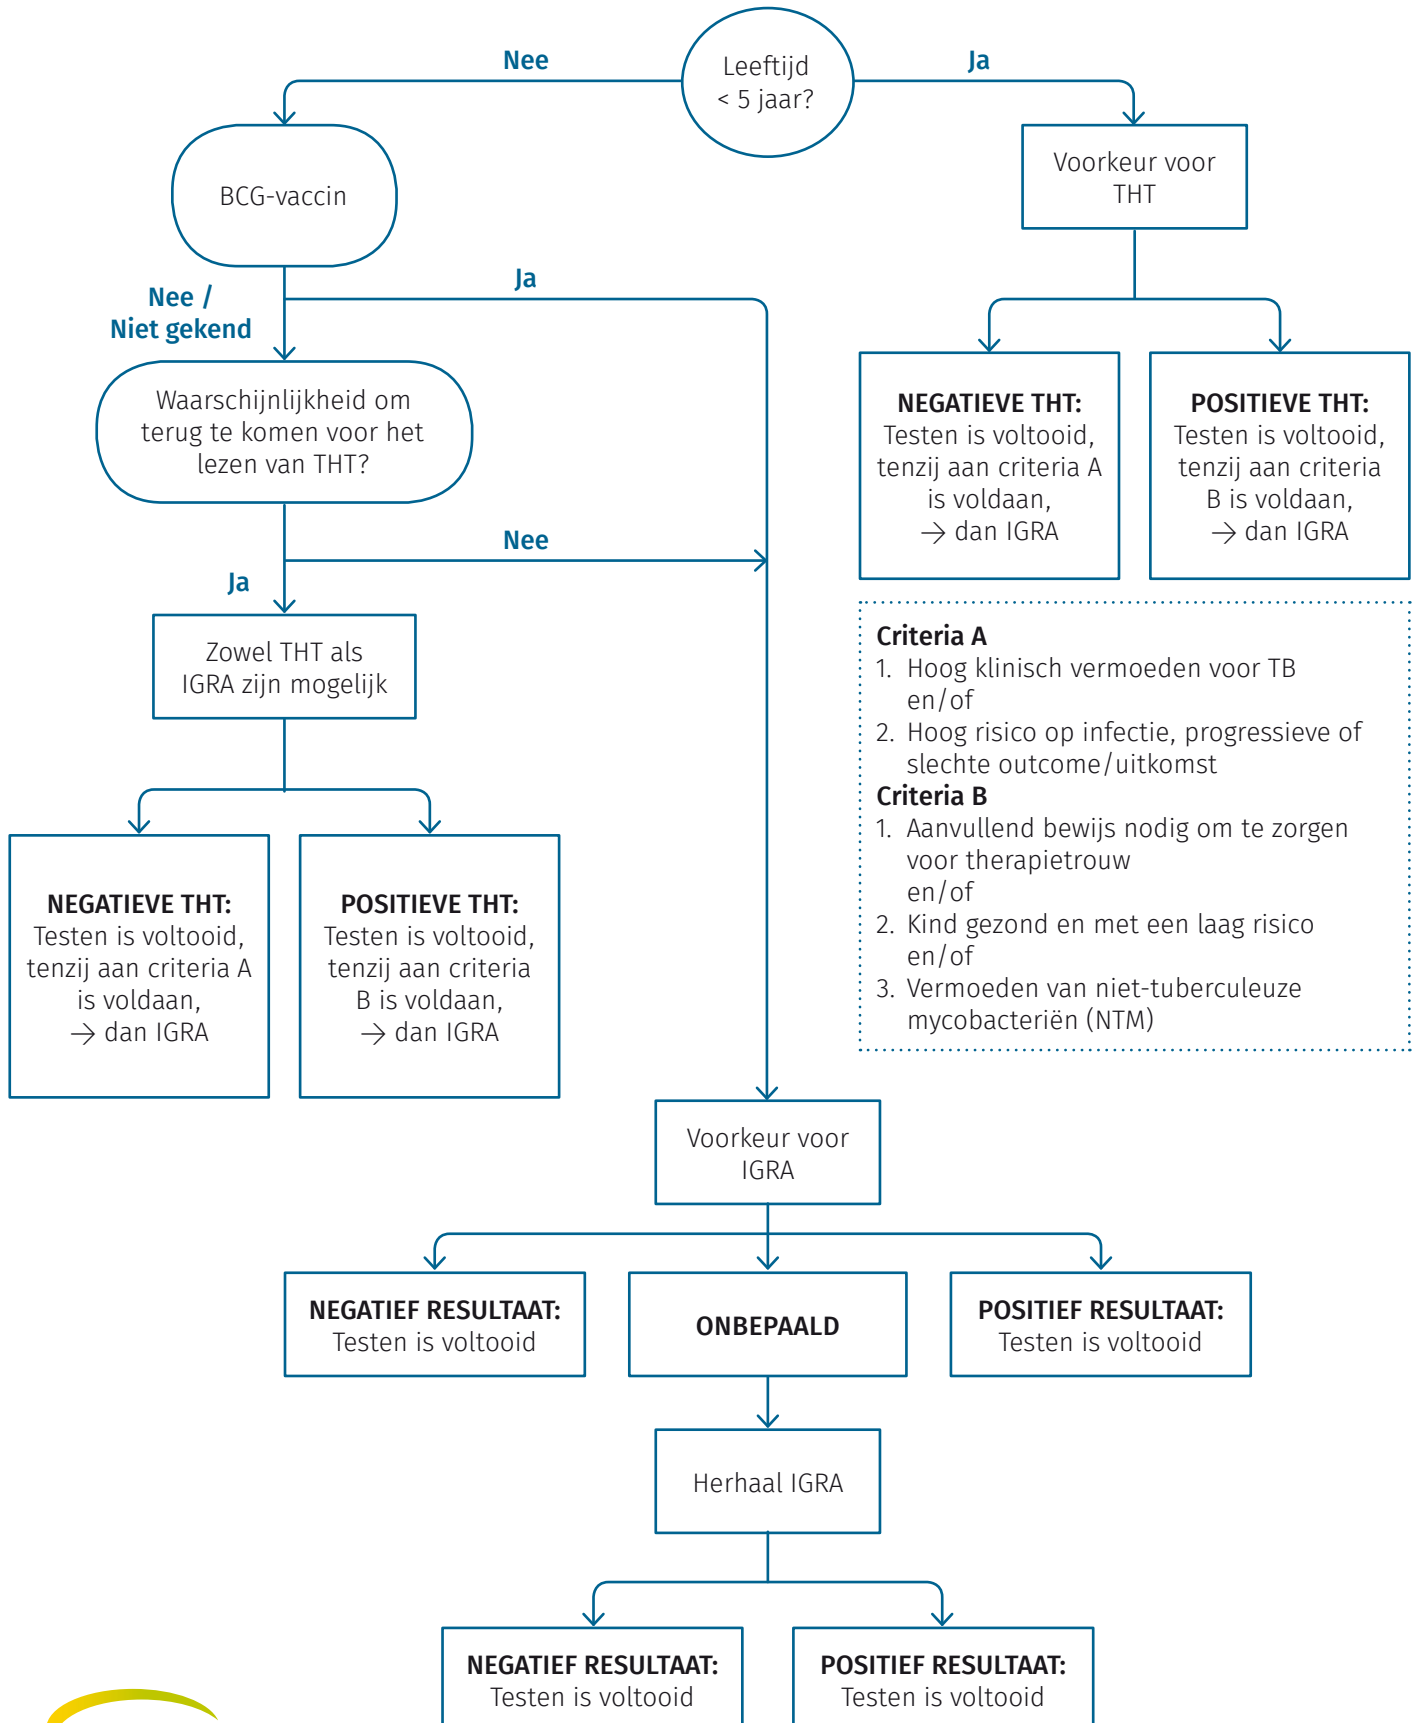 Leeftijd
< 5 jaar?
Nee
Ja
BCG-vaccin
Voorkeur voor
THT
Nee /
Niet gekend
Ja
Waarschijnlijkheid om
terug te komen voor het
lezen van THT?
NEGATIEVE THT:
Testen is voltooid,
tenzij aan criteria A
is voldaan,
→ dan IGRA
POSITIEVE THT:
Testen is voltooid,
tenzij aan criteria
B is voldaan,
→ dan IGRA
Nee
Ja
Zowel THT als
IGRA zijn mogelijk
Criteria A
1. Hoog klinisch vermoeden voor TB
en/of
2. Hoog risico op infectie, progressieve of
slechte outcome/uitkomst
Criteria B
1. Aanvullend bewijs nodig om te zorgen
voor therapietrouw
en/of
2. Kind gezond en met een laag risico
en/of
3. Vermoeden van niet-tuberculeuze
mycobacteriën (NTM)
NEGATIEVE THT:
Testen is voltooid,
tenzij aan criteria A
is voldaan,
→ dan IGRA
POSITIEVE THT:
Testen is voltooid,
tenzij aan criteria
B is voldaan,
→ dan IGRA
Voorkeur voor
IGRA
NEGATIEF RESULTAAT:
Testen is voltooid
ONBEPAALD
POSITIEF RESULTAAT:
Testen is voltooid
Herhaal IGRA
NEGATIEF RESULTAAT:
Testen is voltooid
POSITIEF RESULTAAT:
Testen is voltooid